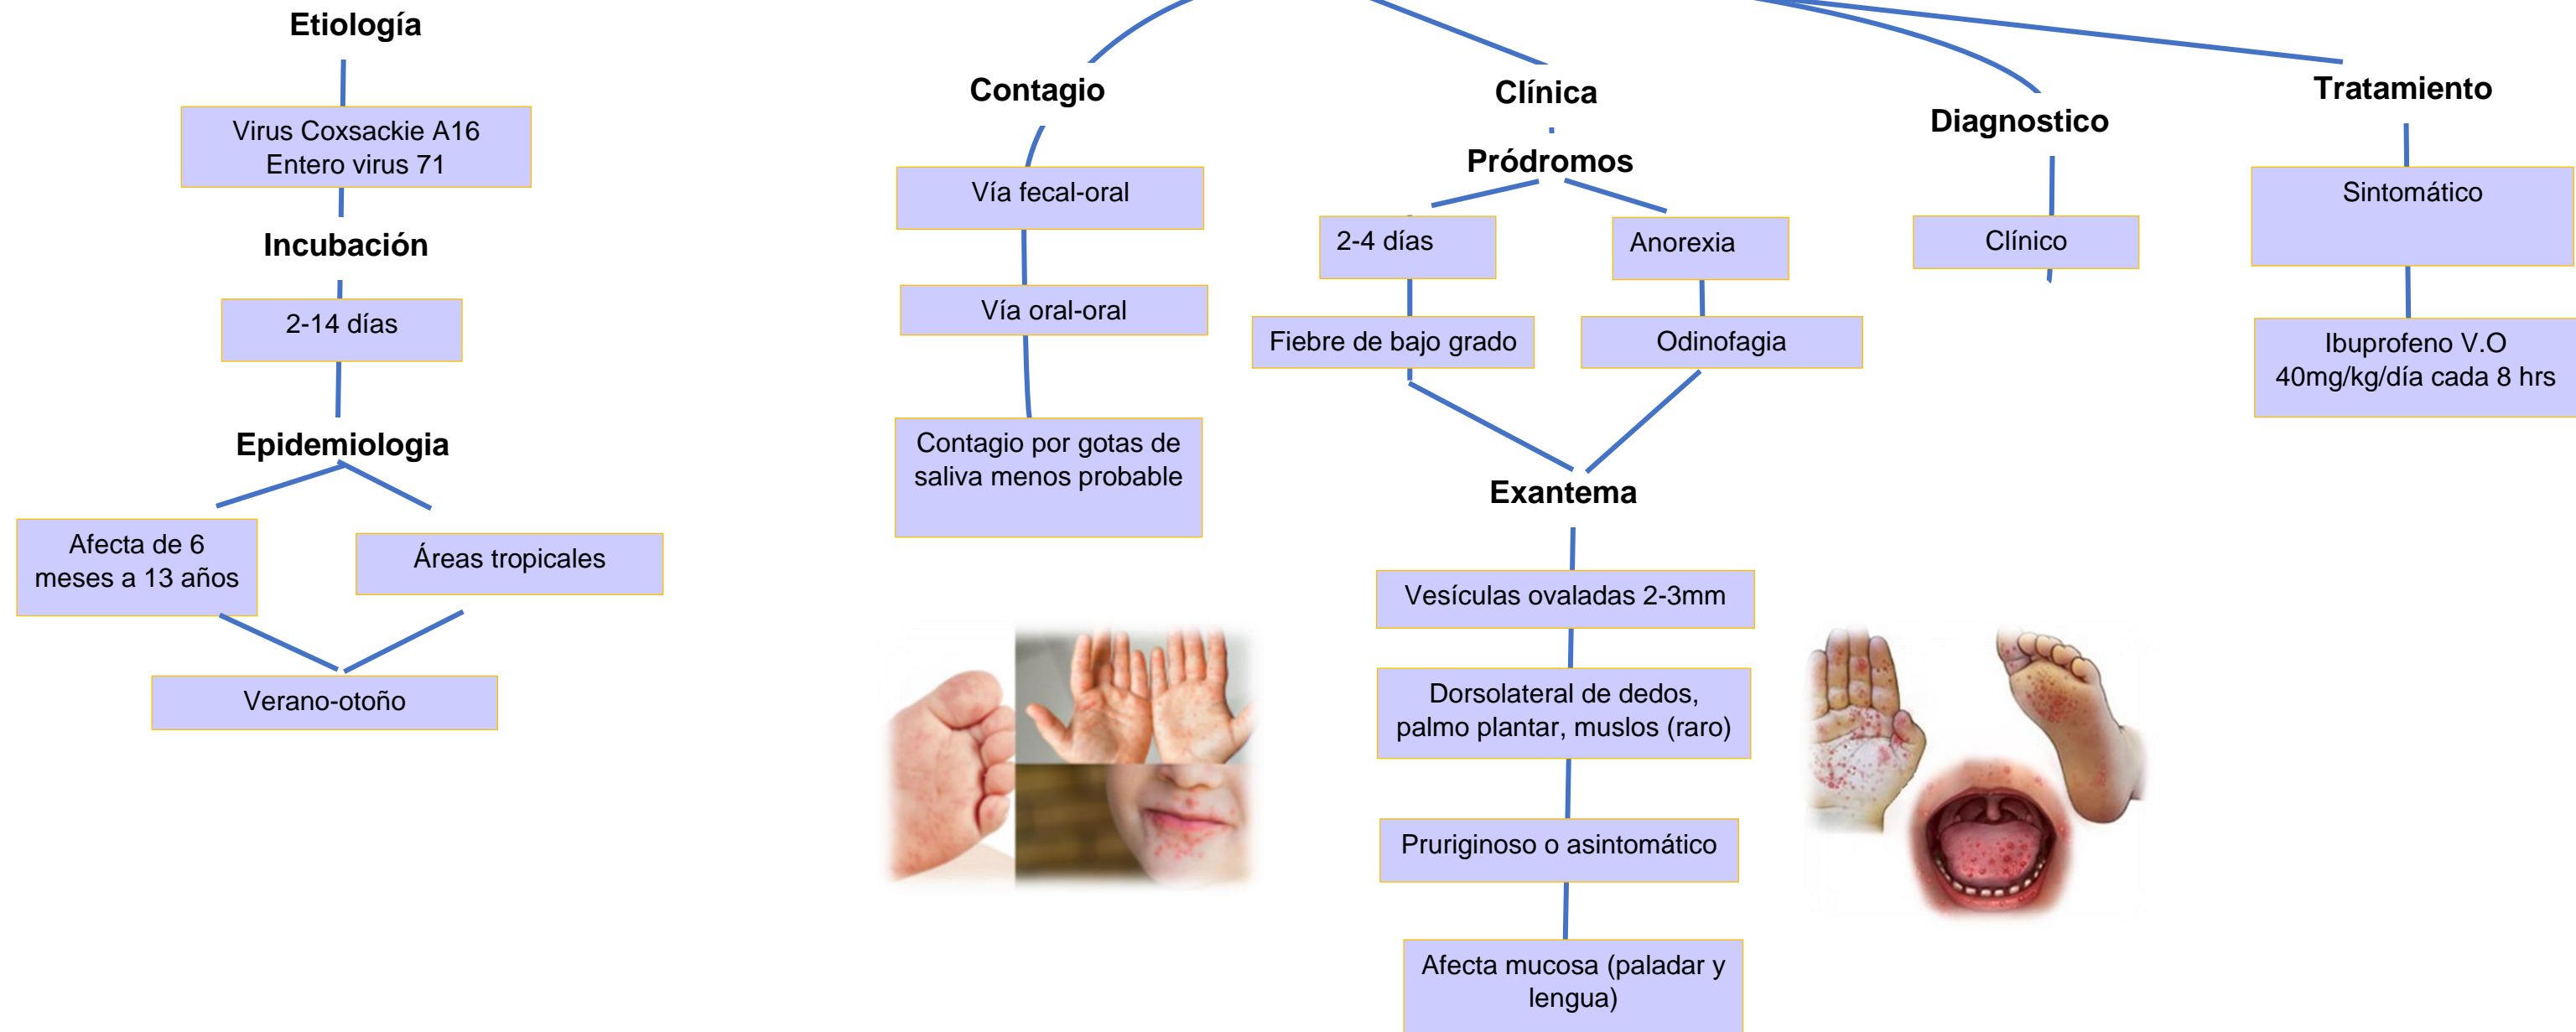 Etiología
Virus Coxsackie A16
Entero virus 71
Incubación
2-14 días
Epidemiologia
Afecta de 6
meses a 13 años
Áreas tropicales
Verano-otoño
Contagio
Vía fecal-oral
Vía oral-oral
Contagio por gotas de
saliva menos probable
Clínica
Pródromos
2-4 días
Fiebre de bajo grado
Anorexia
Odinofagia
Exantema
Vesículas ovaladas 2-3mm
Dorsolateral de dedos,
palmo plantar, muslos (raro)
Pruriginoso o asintomático
Afecta mucosa (paladar y
lengua)
Diagnostico
Clínico
Tratamiento
Sintomático
Ibuprofeno V.O
40mg/kg/día cada 8 hrs